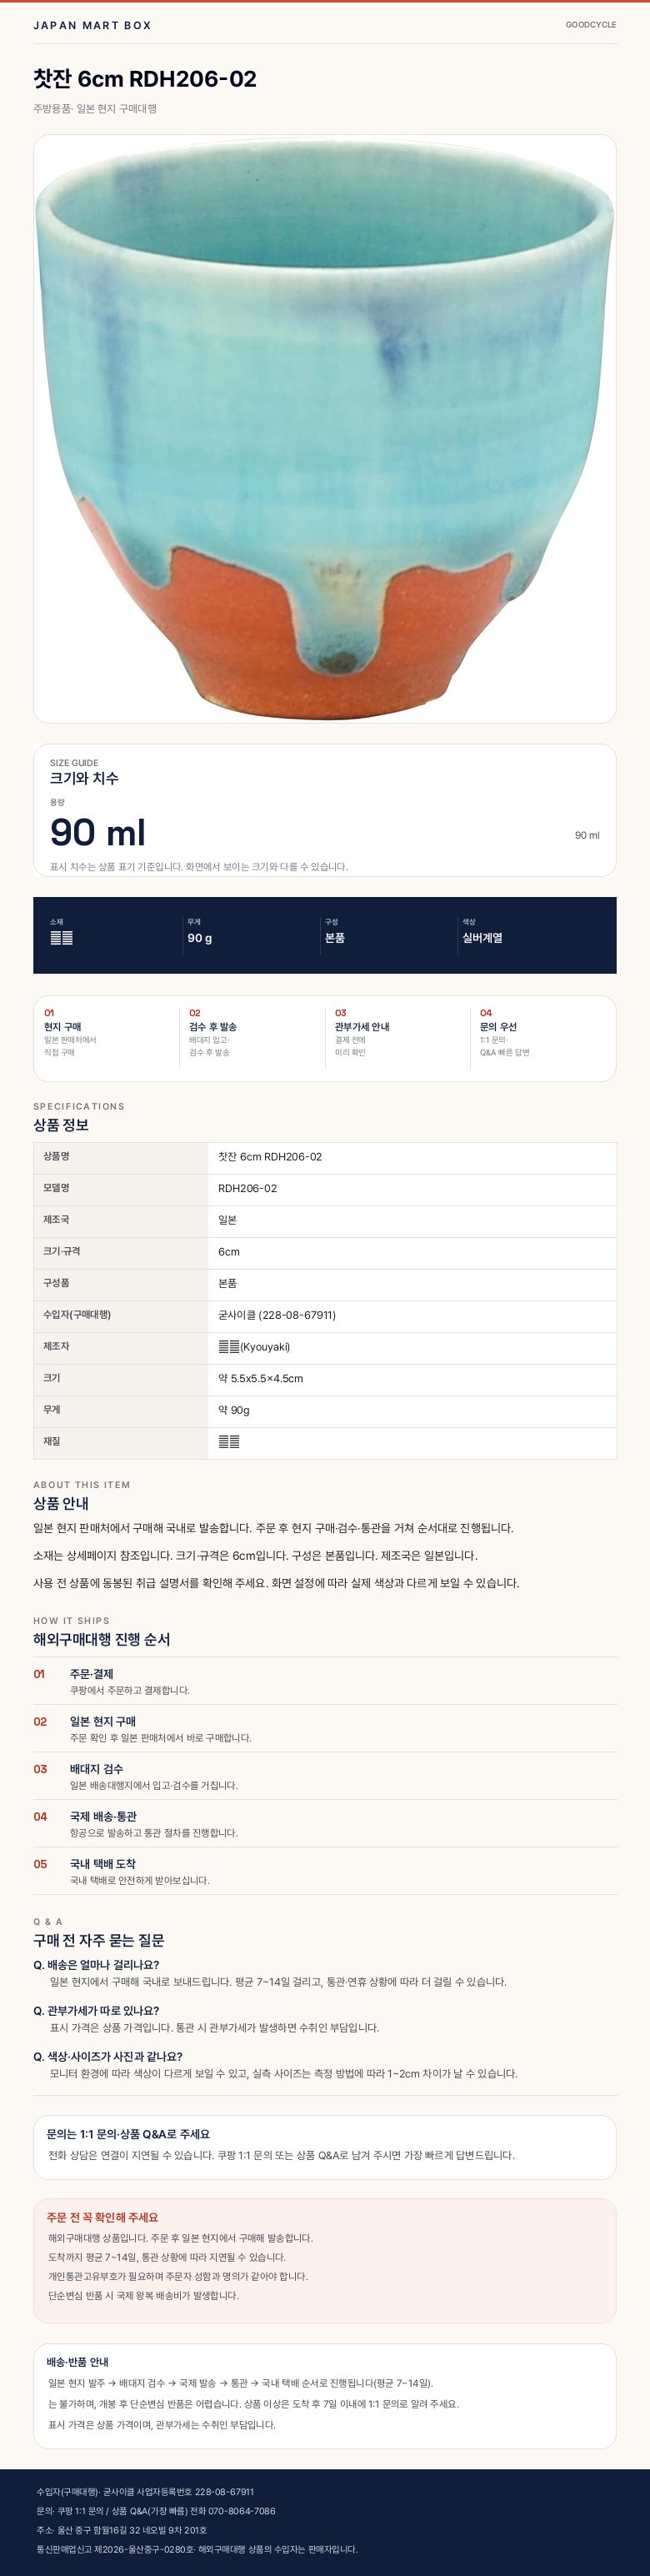 JAPAN MART BOX
GOODCYCLE
찻잔 6cm RDH206-02
주방용품· 일본 현지 구매대행
SIZE GUIDE
크기와 치수
용량
90 ml
90 ml
표시 치수는 상품 표기 기준입니다. 화면에서 보이는 크기와 다를 수 있습니다.
소재
무게
90 g
구성
본품
색상
실버계열
01
현지 구매
일본 판매처에서
직접 구매
02
검수 후 발송
배대지 입고·
검수 후 발송
03
관부가세 안내
결제 전에
미리 확인
04
문의 우선
1:1 문의·
Q&A 빠른 답변
SPECIFICATIONS
상품 정보
상품명 찻잔 6cm RDH206-02
모델명 RDH206-02
제조국 일본
크기·규격 6cm
구성품 본품
수입자(구매대행) 굳사이클 (228-08-67911)
제조자 (Kyouyaki)
크기 약 5.5x5.5×4.5cm
무게 약 90g
재질
ABOUT THIS ITEM
상품 안내
일본 현지 판매처에서 구매해 국내로 발송합니다. 주문 후 현지 구매·검수·통관을 거쳐 순서대로 진행됩니다.
소재는 상세페이지 참조입니다. 크기·규격은 6cm입니다. 구성은 본품입니다. 제조국은 일본입니다.
사용 전 상품에 동봉된 취급 설명서를 확인해 주세요. 화면 설정에 따라 실제 색상과 다르게 보일 수 있습니다.
HOW IT SHIPS
해외구매대행 진행 순서
01 주문·결제
쿠팡에서 주문하고 결제합니다.
02 일본 현지 구매
주문 확인 후 일본 판매처에서 바로 구매합니다.
03 배대지 검수
일본 배송대행지에서 입고·검수를 거칩니다.
04 국제 배송·통관
항공으로 발송하고 통관 절차를 진행합니다.
05 국내 택배 도착
국내 택배로 안전하게 받아보십니다.
Q & A
구매 전 자주 묻는 질문
Q. 배송은 얼마나 걸리나요?
일본 현지에서 구매해 국내로 보내드립니다. 평균 7~14일 걸리고, 통관·연휴 상황에 따라 더 걸릴 수 있습니다.
Q. 관부가세가 따로 있나요?
표시 가격은 상품 가격입니다. 통관 시 관부가세가 발생하면 수취인 부담입니다.
Q. 색상·사이즈가 사진과 같나요?
모니터 환경에 따라 색상이 다르게 보일 수 있고, 실측 사이즈는 측정 방법에 따라 1~2cm 차이가 날 수 있습니다.
문의는 1:1 문의·상품 Q&A로 주세요
전화 상담은 연결이 지연될 수 있습니다. 쿠팡 1:1 문의 또는 상품 Q&A로 남겨 주시면 가장 빠르게 답변드립니다.
주문 전 꼭 확인해 주세요
해외구매대행 상품입니다. 주문 후 일본 현지에서 구매해 발송합니다.
도착까지 평균 7~14일, 통관 상황에 따라 지연될 수 있습니다.
개인통관고유부호가 필요하며 주문자 성함과 명의가 같아야 합니다.
단순변심 반품 시 국제 왕복 배송비가 발생합니다.
배송·반품 안내
일본 현지 발주 → 배대지 검수 → 국제 발송 → 통관 → 국내 택배 순서로 진행됩니다(평균 7~14일).
는 불가하며, 개봉 후 단순변심 반품은 어렵습니다. 상품 이상은 도착 후 7일 이내에 1:1 문의로 알려 주세요.
표시 가격은 상품 가격이며, 관부가세는 수취인 부담입니다.
수입자(구매대행)· 굳사이클 사업자등록번호 228-08-67911
문의· 쿠팡 1:1 문의 / 상품 Q&A(가장 빠름) 전화 070-8064-7086
주소· 울산 중구 함월16길 32 네오빌 9차 201호
통신판매업신고 제2026-울산중구-0280호· 해외구매대행 상품의 수입자는 판매자입니다.